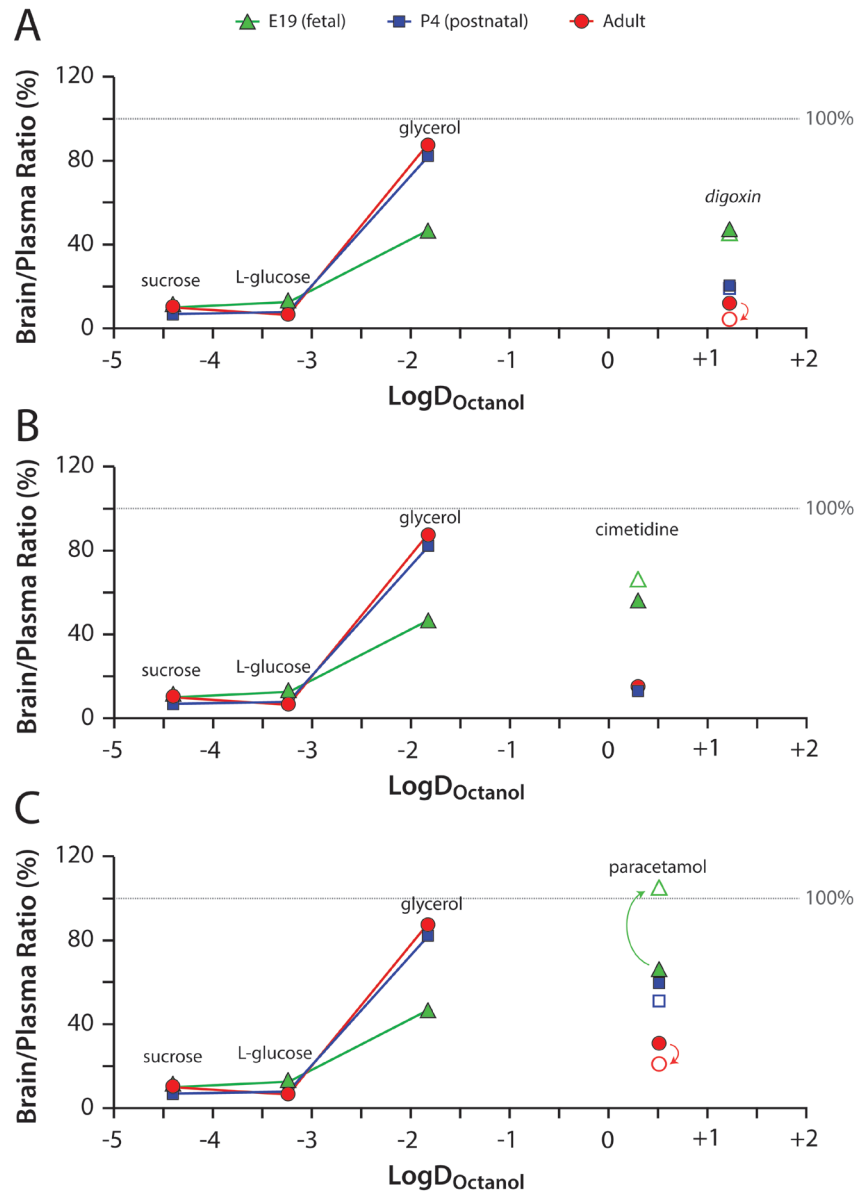 A
E19 (fetal) P4 (postnatal) Adult
Brain/Plasma Ratio (%)
120
100%
glycerol
80
digoxin
40
L-glucose
sucrose
0
-5 -4 -3 -2 -1 0 +1 +2
LogDOctanol
B
Brain/Plasma Ratio (%)
120
100%
glycerol
cimetidine
80
40
L-glucose
sucrose
0
-5 -4 -3 -2 -1 0 +1 +2
LogDOctanol
C
Brain/Plasma Ratio (%)
120
paracetamol
100%
glycerol
80
40
L-glucose
sucrose
0
-5 -4 -3 -2 -1 0 +1 +2
LogDOctanol